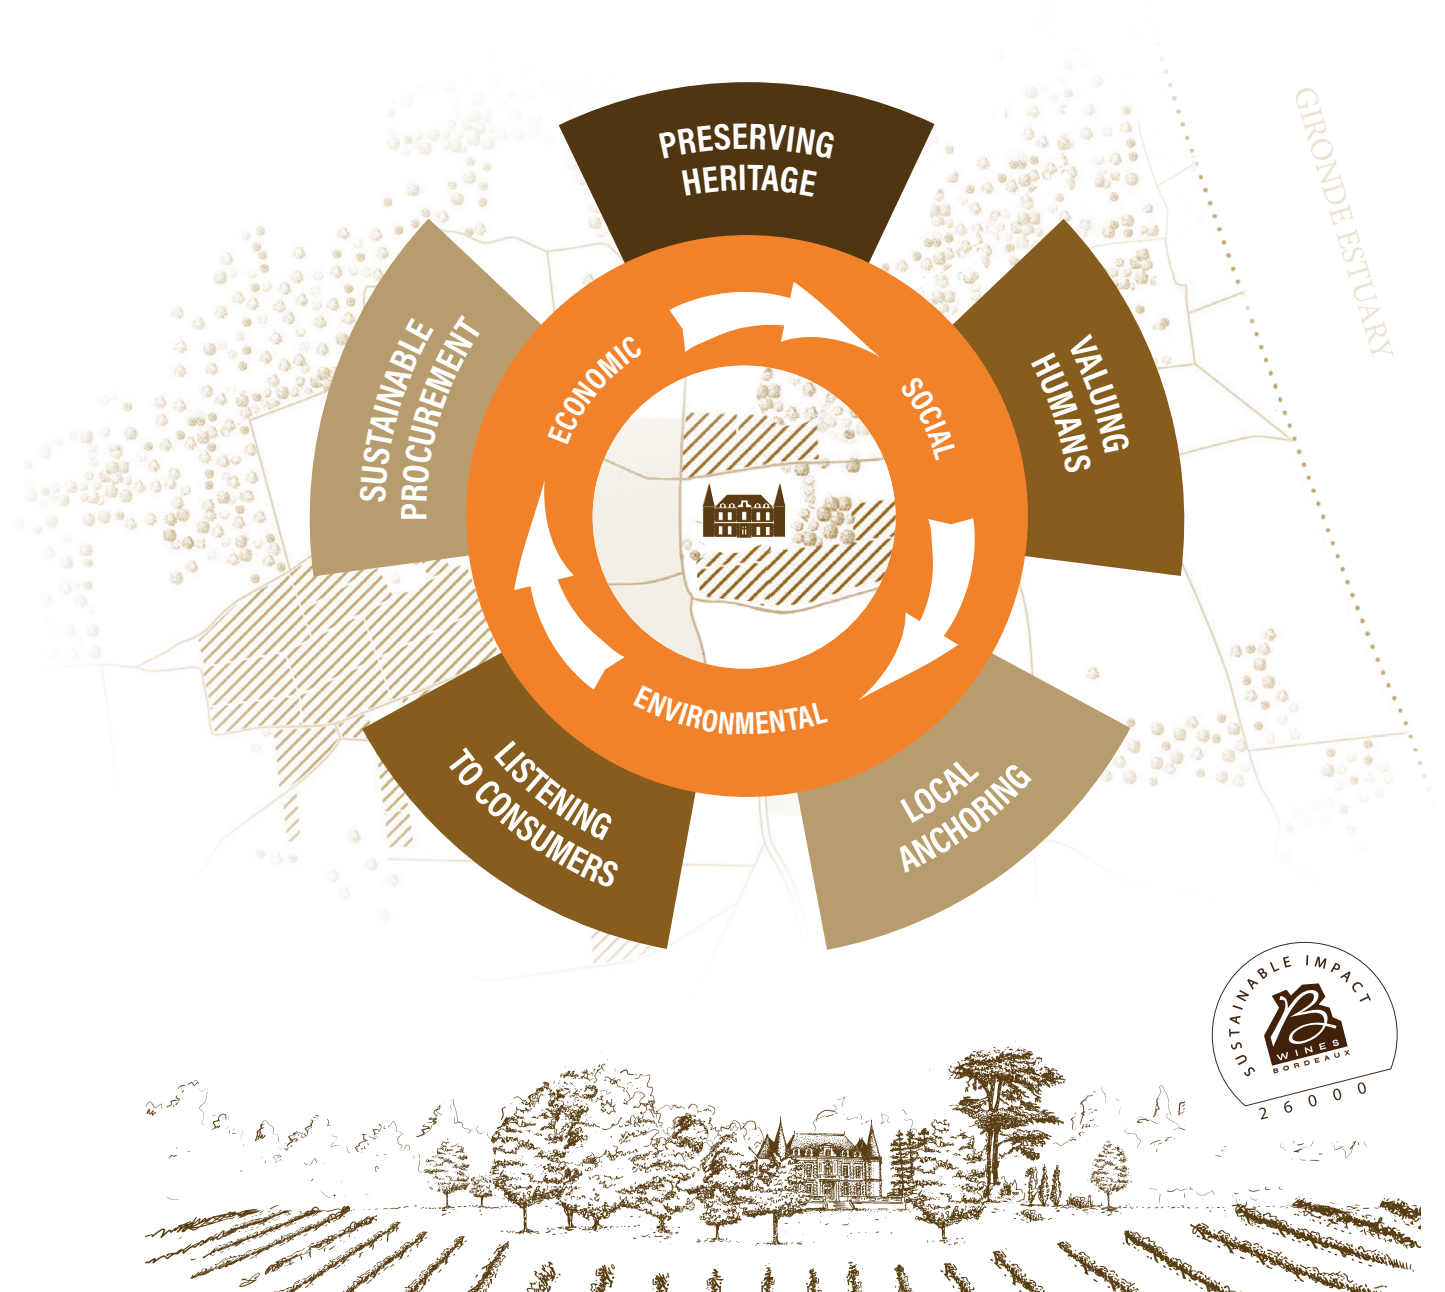 PRESERVING
HERITAGE
GIRONDE ESTUARY
SUSTAINABLE
PROCUREMENT
VALUING
HUMANS
ECONOMIC
SOCIAL
ENVIRONMENTAL
LISTENING
TO CONSUMERS
LOCAL
ANCHORING
SUSTAINABLE IMPACT
B
WINES
BORDEAUX
26000